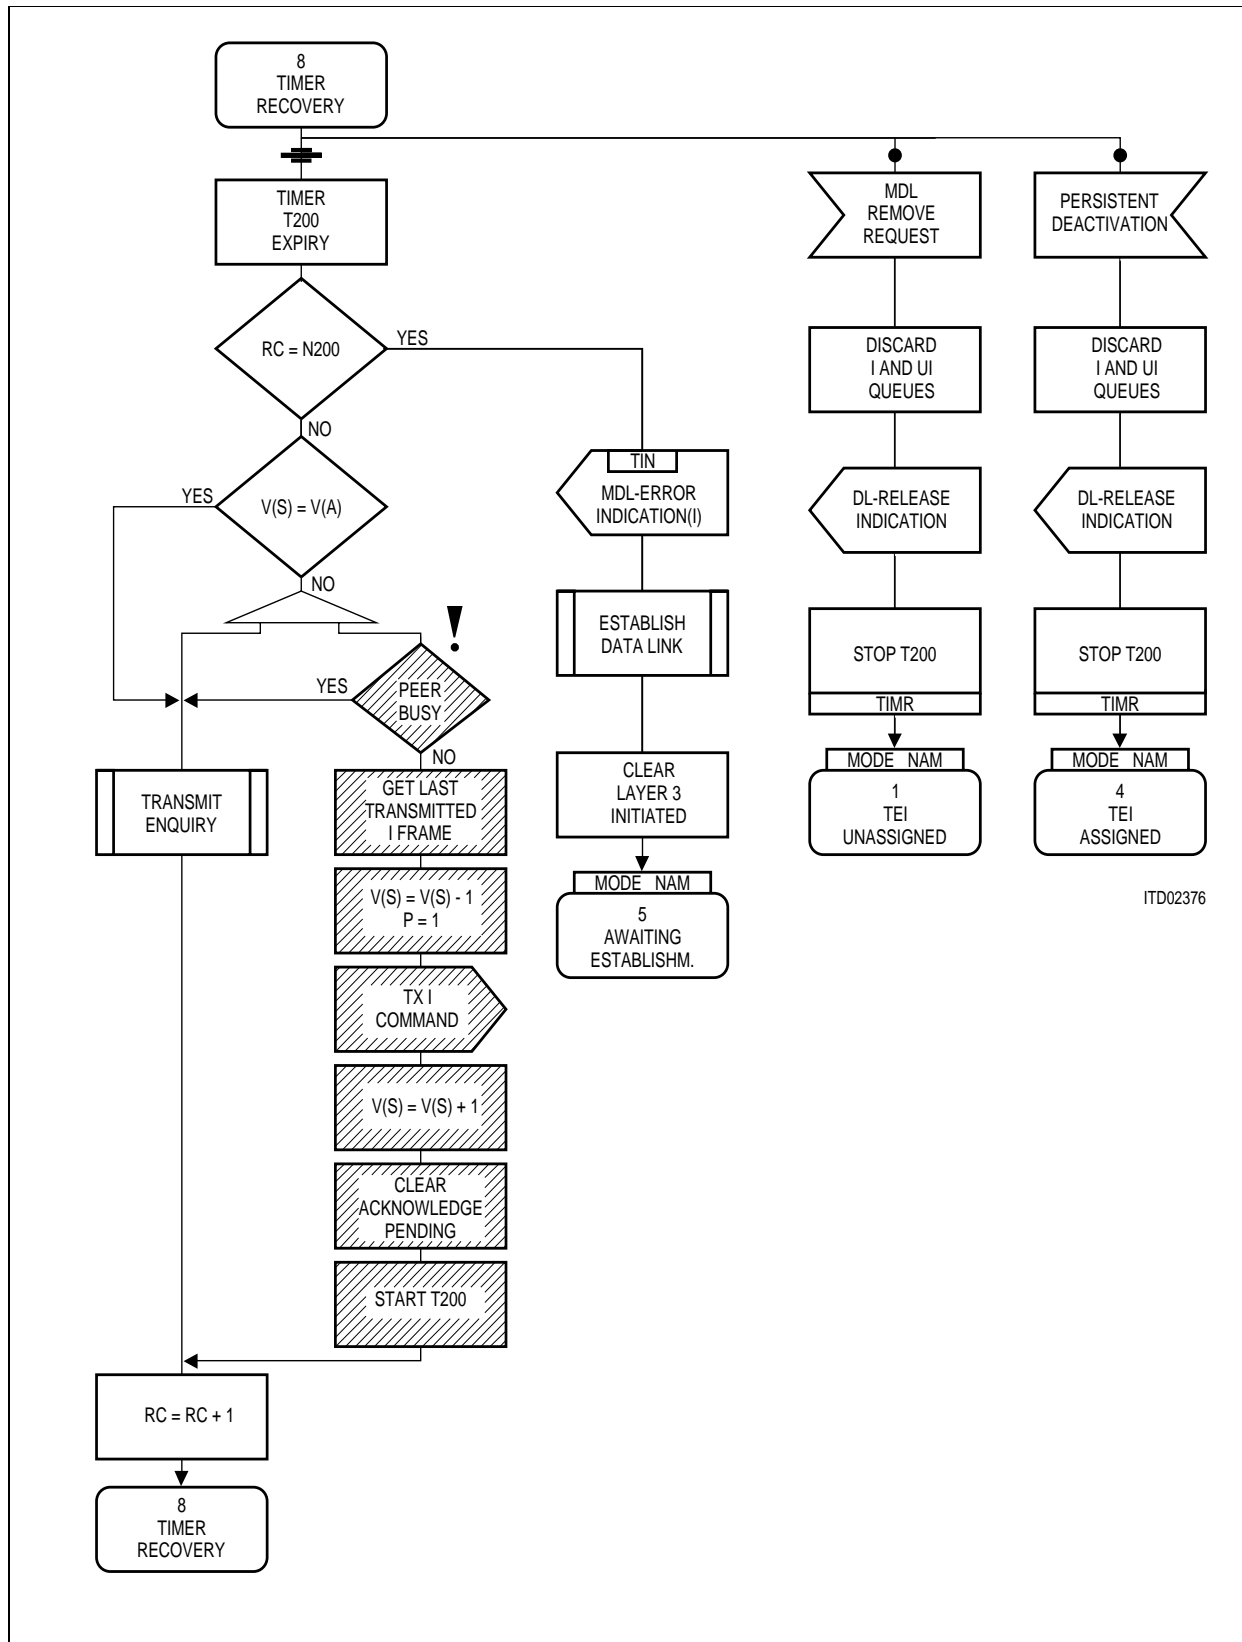 8
TIMER
RECOVERY
TIMER
T200
EXPIRY
RC = N200
YES
NO
V(S) = V(A)
YES
NO
PEER
BUSY
YES
NO
TRANSMIT
ENQUIRY
GET LAST
TRANSMITTED
I FRAME
V(S) = V(S) - 1
P = 1
TX I
COMMAND
V(S) = V(S) + 1
CLEAR
ACKNOWLEDGE
PENDING
START T200
RC = RC + 1
8
TIMER
RECOVERY
TIN
MDL-ERROR
INDICATION(I)
ESTABLISH
DATA LINK
CLEAR
LAYER 3
INITIATED
MODE NAM
5
AWAITING
ESTABLISHM.
MDL
REMOVE
REQUEST
DISCARD
I AND UI
QUEUES
DL-RELEASE
INDICATION
STOP T200
TIMR
MODE NAM
1
TEI
UNASSIGNED
PERSISTENT
DEACTIVATION
DISCARD
I AND UI
QUEUES
DL-RELEASE
INDICATION
STOP T200
TIMR
MODE NAM
4
TEI
ASSIGNED
ITD02376
!